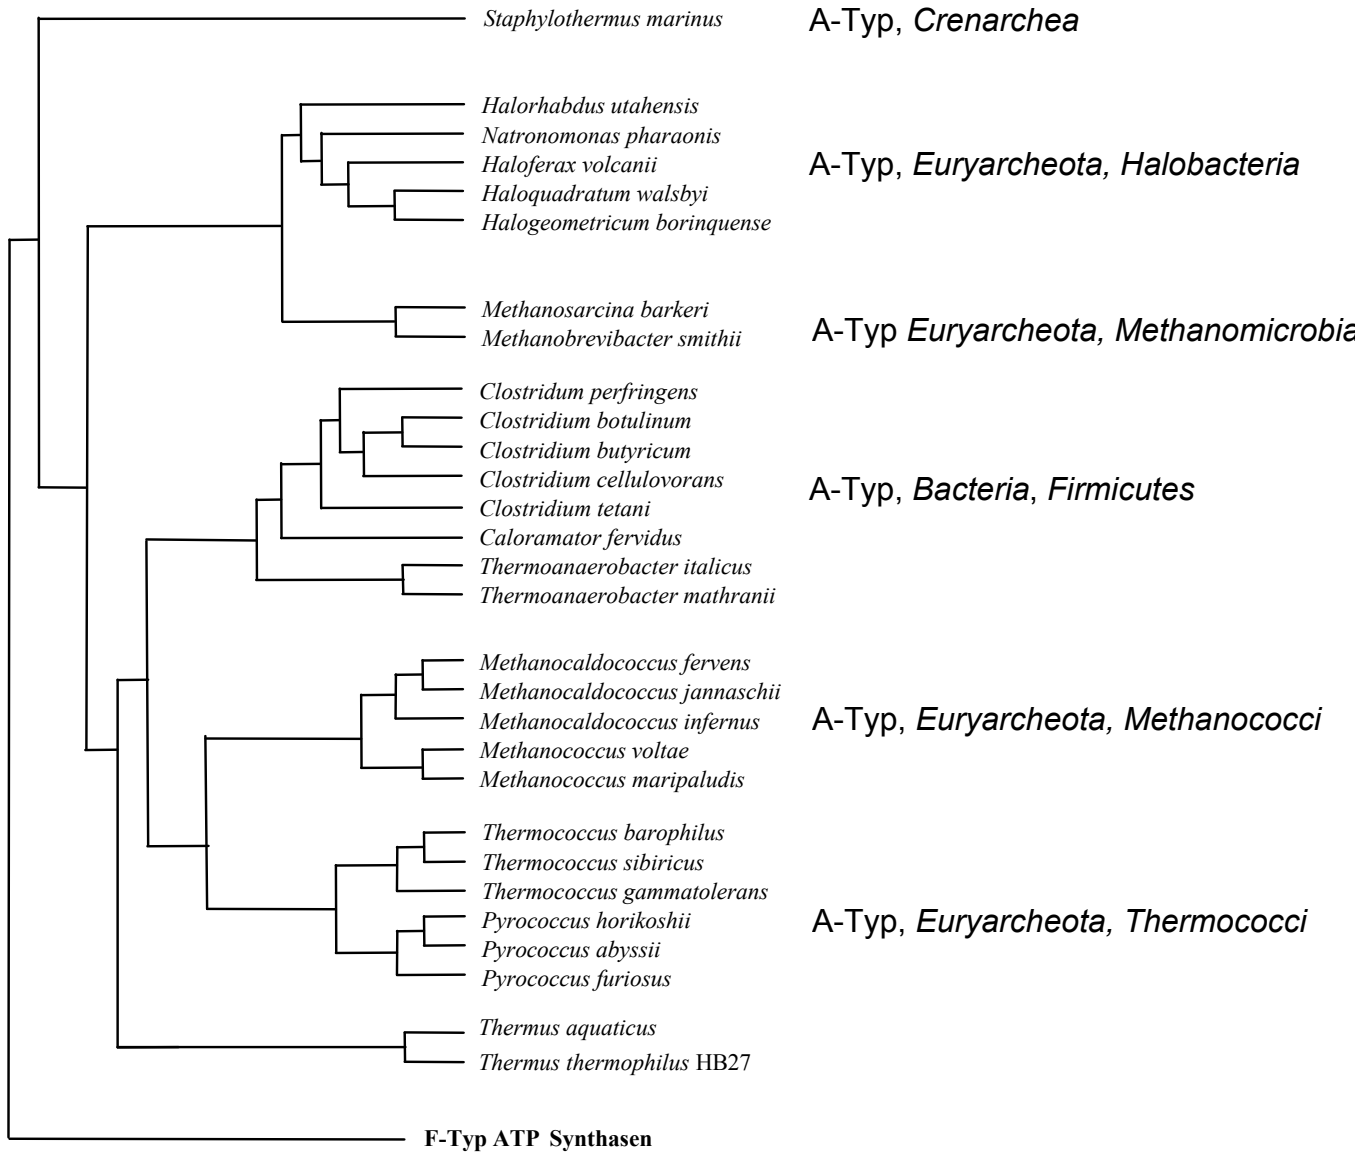 Staphylothermus marinus
A-Typ, Crenarchea
Halorhabdus utahensis
Natronomonas pharaonis
Haloferax volcanii
A-Typ, Euryarcheota, Halobacteria
Haloquadratum walsbyi
Halogeometricum borinquense
Methanosarcina barkeri
Methanobrevibacter smithii
A-Typ Euryarcheota, Methanomicrobia
Clostridum perfringens
Clostridium botulinum
Clostridium butyricum
Clostridium cellulovorans
A-Typ, Bacteria, Firmicutes
Clostridium tetani
Caloramator fervidus
Thermoanaerobacter italicus
Thermoanaerobacter mathranii
Methanocaldococcus fervens
Methanocaldococcus jannaschii
Methanocaldococcus infernus
A-Typ, Euryarcheota, Methanococci
Methanococcus voltae
Methanococcus maripaludis
Thermococcus barophilus
Thermococcus sibiricus
Thermococcus gammatolerans
Pyrococcus horikoshii
A-Typ, Euryarcheota, Thermococci
Pyrococcus abyssii
Pyrococcus furiosus
Thermus aquaticus
Thermus thermophilus HB27
F-Typ ATP Synthasen